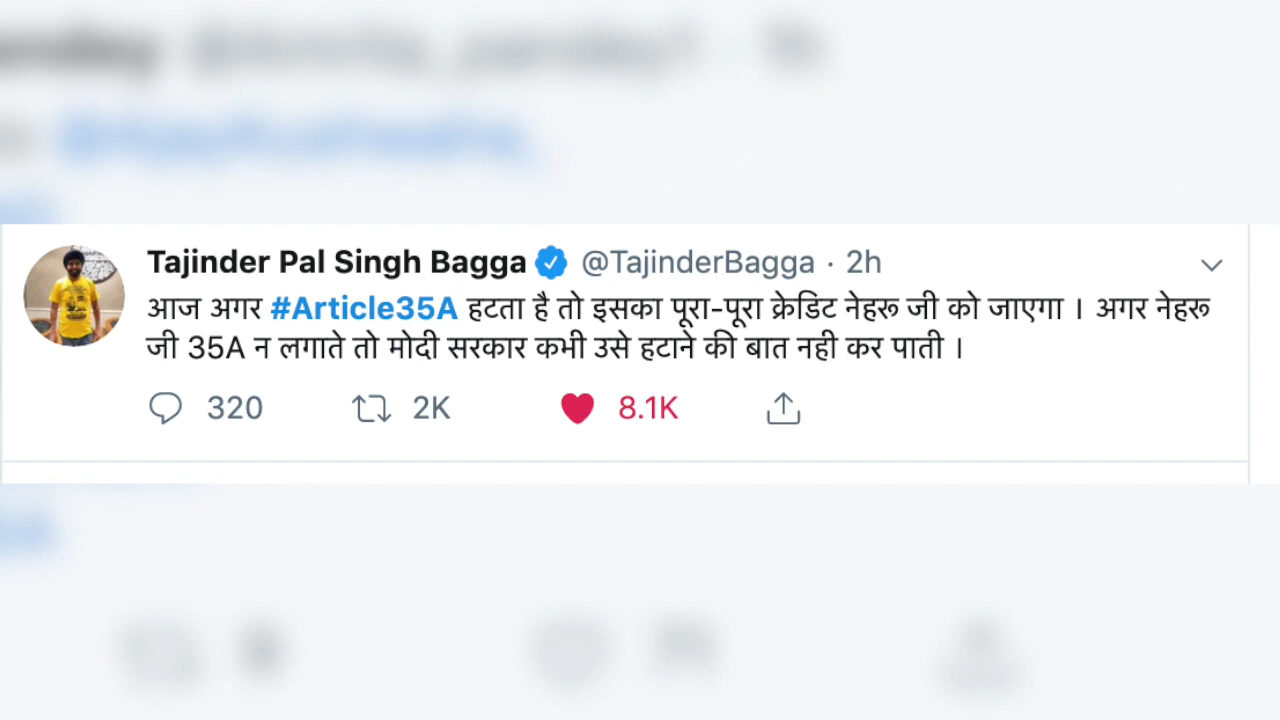 Tajinder Pal Singh Bagga @TajinderBagga · 2h
आज अगर #Article35A हटता है तो इसका पूरा-पूरा क्रेडिट नेहरू जी को जाएगा । अगर नेहरू
जी 35A न लगाते तो मोदी सरकार कभी उसे हटाने की बात नही कर पाती ।
320 2K 8.1K